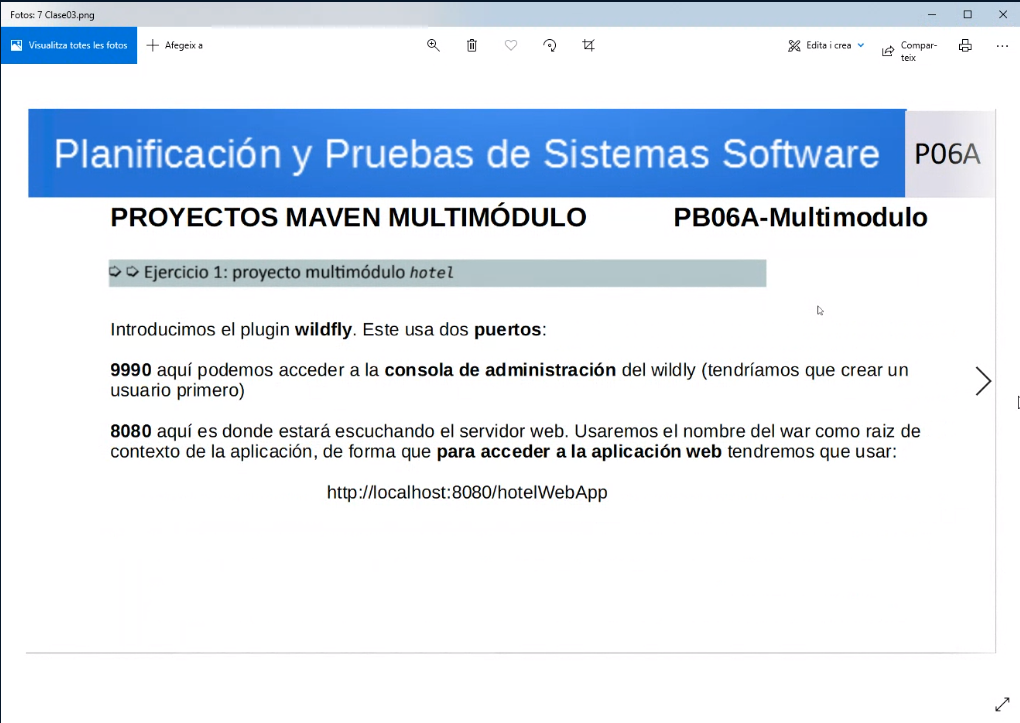 Fotos: 7 Clase03.png
Visualitza totes les fotos
Afegeix a
Edita i crea
Compar-
teix
Planificación y Pruebas de Sistemas Software
P06A
PROYECTOS MAVEN MULTIMÓDULO PB06A-Multimodulo
Ejercicio 1: proyecto multimódulo hotel
Introducimos el plugin wildfly. Este usa dos puertos:
9990 aquí podemos acceder a la consola de administración del wildly (tendríamos que crear un
usuario primero)
8080 aquí es donde estará escuchando el servidor web. Usaremos el nombre del war como raiz de
contexto de la aplicación, de forma que para acceder a la aplicación web tendremos que usar:
http://localhost:8080/hotelWebApp